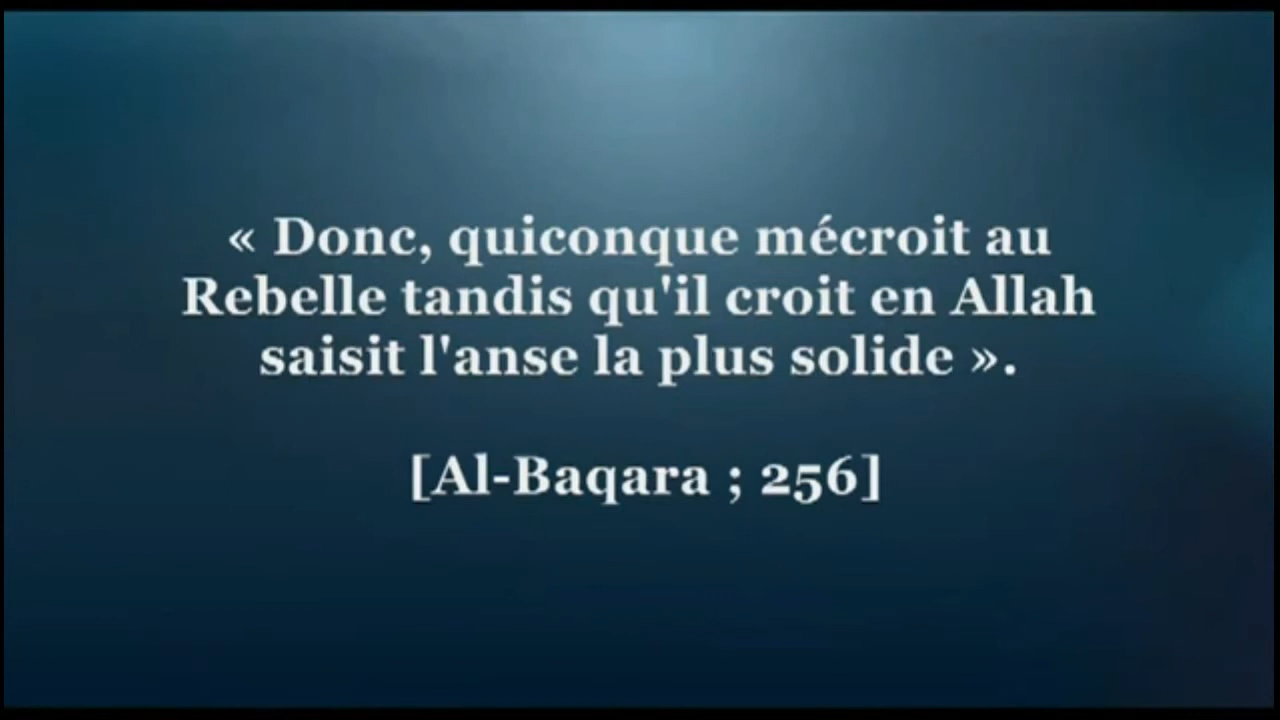 « Donc, quiconque mécroit au
Rebelle tandis qu'il croit en Allah
saisit l'anse la plus solide ».
[Al-Baqara ; 256]